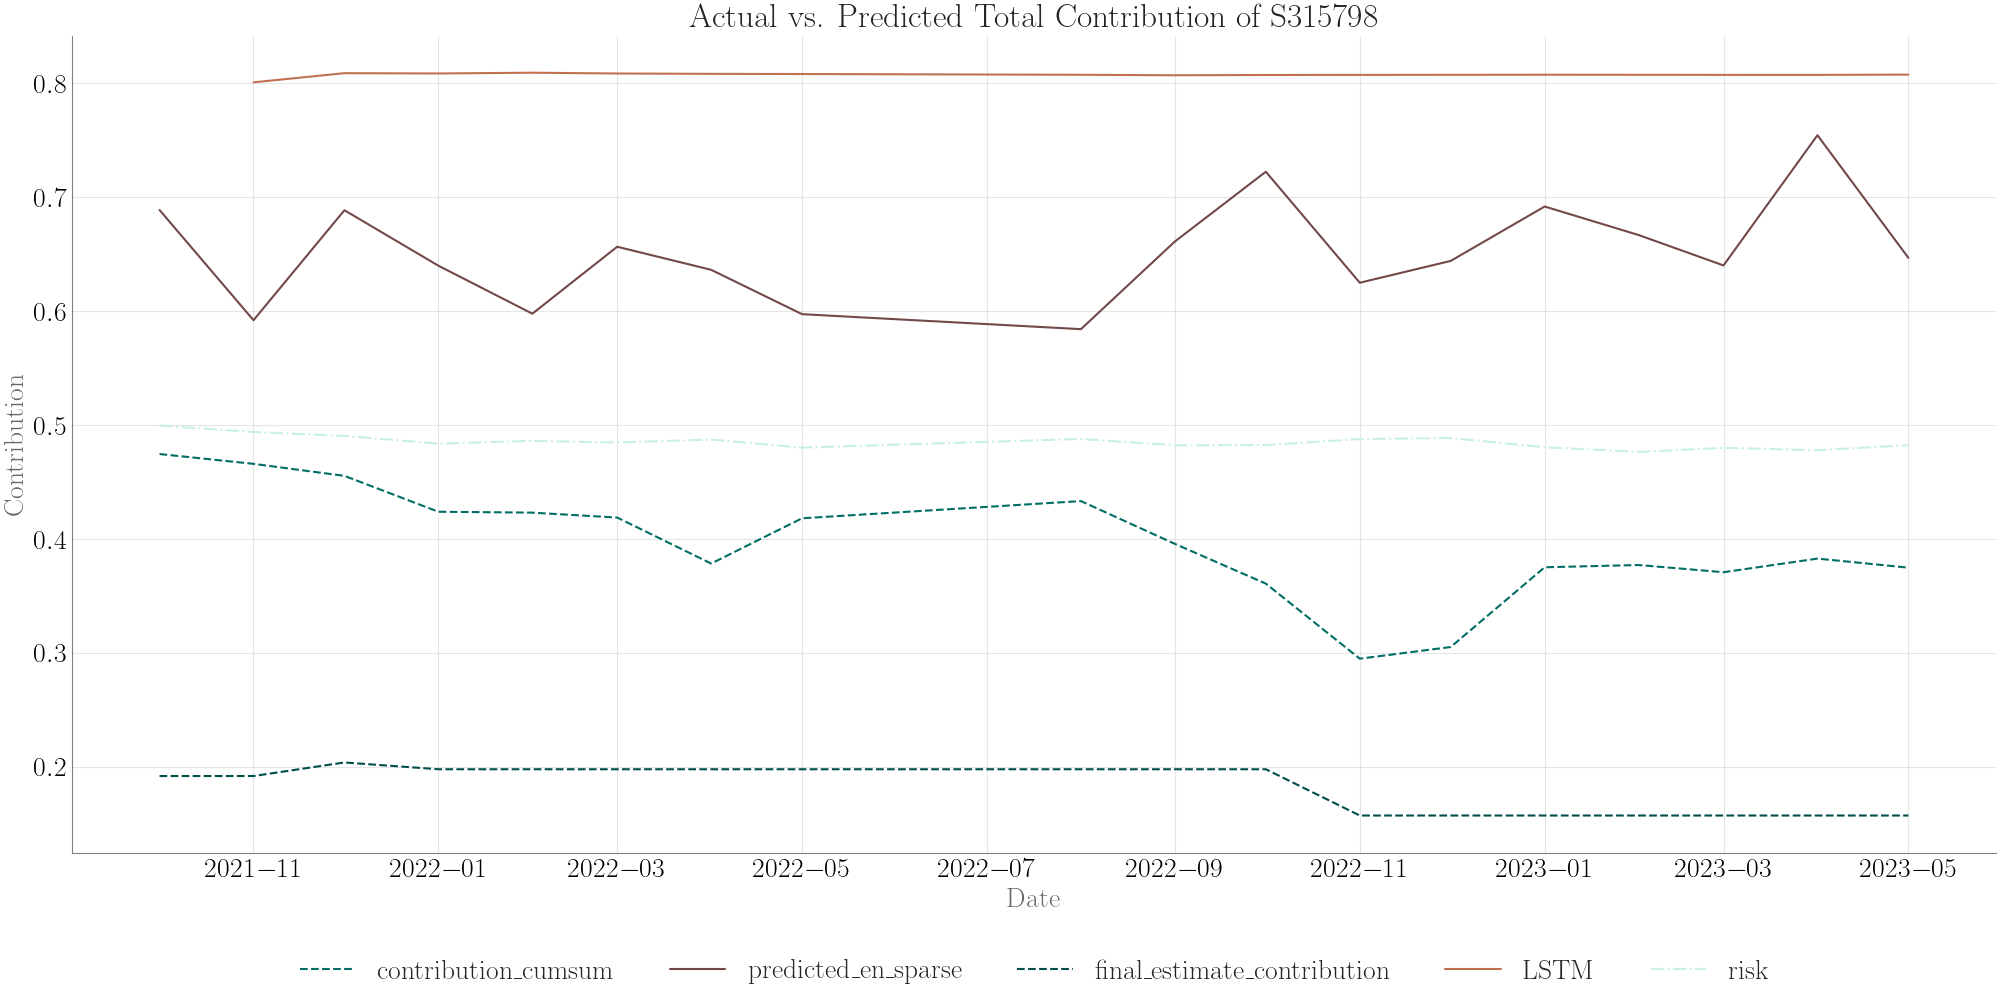 Actual vs. Predicted Total Contribution of S315798
0.8
0.7
0.6
0.5
0.4
0.3
0.2
Contribution
2021−11 2022−01 2022−03 2022−05 2022−07 2022−09 2022−11 2023−01 2023−03 2023−05
Date
contribution_cumsum predicted_en_sparse final_estimate_contribution LSTM risk